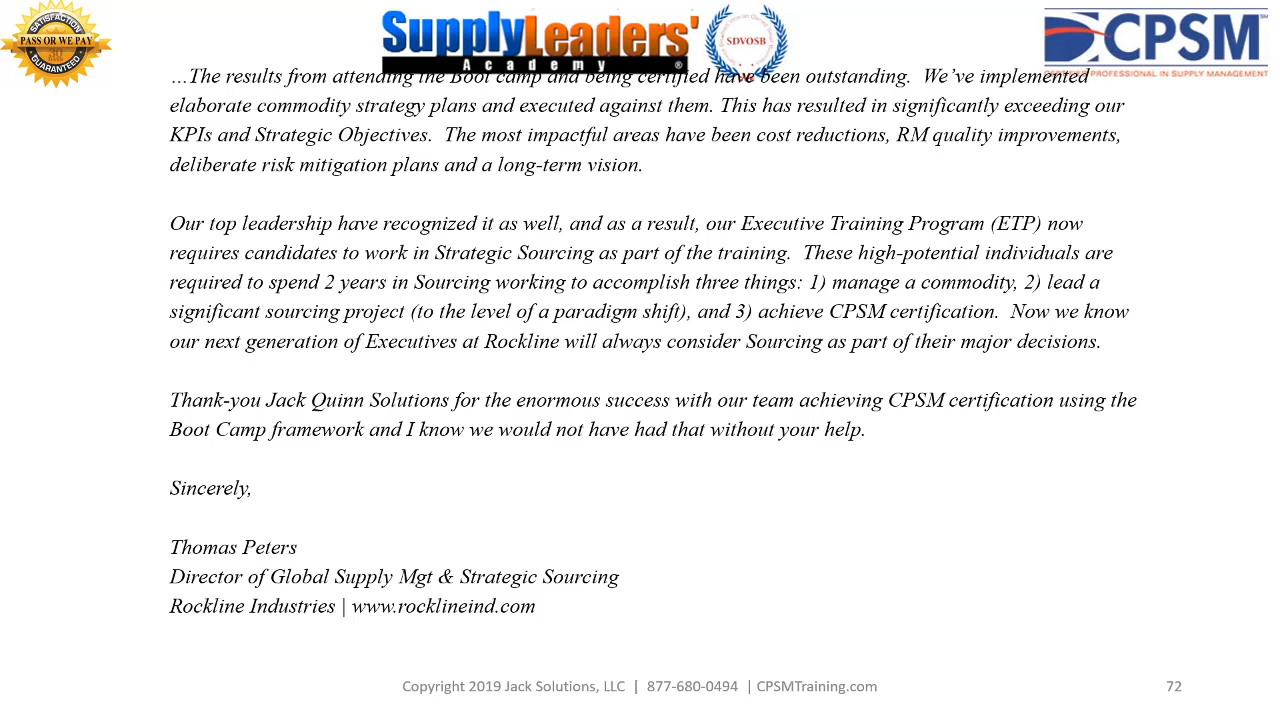 SATISFACTION
PASS OR WE PAY
GUARANTEED
SupplyLeaders'
Academy ®
SDVOSB
CPSM
CERTIFIED PROFESSIONAL IN SUPPLY MANAGEMENT
…The results from attending the Boot camp and being certified have been outstanding.  We’ve implemented
elaborate commodity strategy plans and executed against them. This has resulted in significantly exceeding our
KPIs and Strategic Objectives.  The most impactful areas have been cost reductions, RM quality improvements,
deliberate risk mitigation plans and a long-term vision.
Our top leadership have recognized it as well, and as a result, our Executive Training Program (ETP) now
requires candidates to work in Strategic Sourcing as part of the training.  These high-potential individuals are
required to spend 2 years in Sourcing working to accomplish three things: 1) manage a commodity, 2) lead a
significant sourcing project (to the level of a paradigm shift), and 3) achieve CPSM certification.  Now we know
our next generation of Executives at Rockline will always consider Sourcing as part of their major decisions.
Thank-you Jack Quinn Solutions for the enormous success with our team achieving CPSM certification using the
Boot Camp framework and I know we would not have had that without your help.
Sincerely,
Thomas Peters
Director of Global Supply Mgt & Strategic Sourcing
Rockline Industries | www.rocklineind.com
Copyright 2019 Jack Solutions, LLC | 877-680-0494 | CPSMTraining.com
72